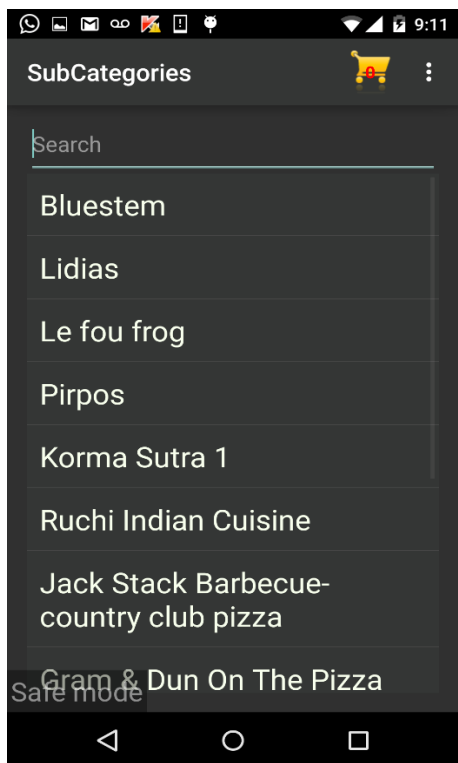 9:11
SubCategories
0
Search
Bluestem
Lidias
Le fou frog
Pirpos
Korma Sutra 1
Ruchi Indian Cuisine
Jack Stack Barbecue-
country club pizza
Gram & Dun On The Pizza
Safe mode